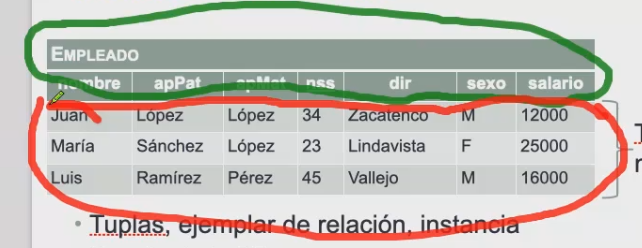 EMPLEADO
nombre apPat apMat nss dir sexo salario
Juan López López 34 Zacatenco M 12000
María Sánchez López 23 Lindavista F 25000
Luis Ramírez Pérez 45 Vallejo M 16000
• Tuplas, ejemplar de relación, instancia